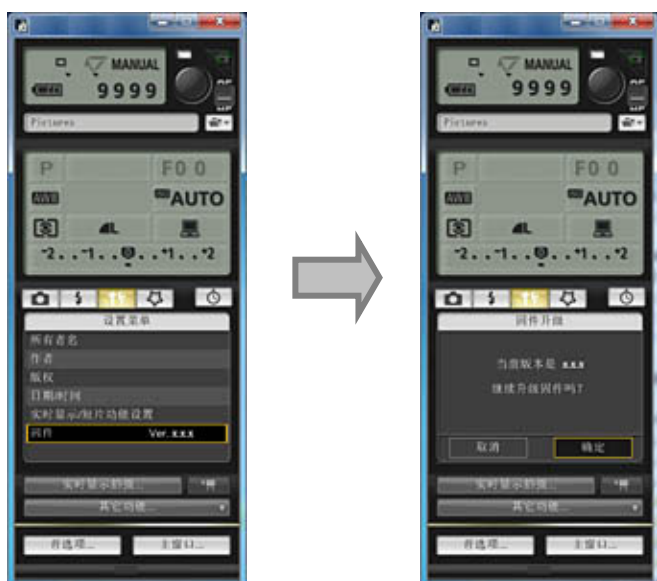 MANUAL
9999
Pictures
P F0 0
AWB ISO AUTO
L
-2..-1..0..+1..+2
设置菜单
所有者名
作者
版权
日期/时间
实时显示/短片功能设置
固件 Ver. x.x.x
实时显示拍摄...
其它功能...
首选项... 主窗口...
MANUAL
9999
Pictures
P F0 0
AWB ISO AUTO
L
-2..-1..0..+1..+2
固件升级
当前版本是 x.x.x
继续升级固件吗?
取消 确定
实时显示拍摄...
其它功能...
首选项... 主窗口...